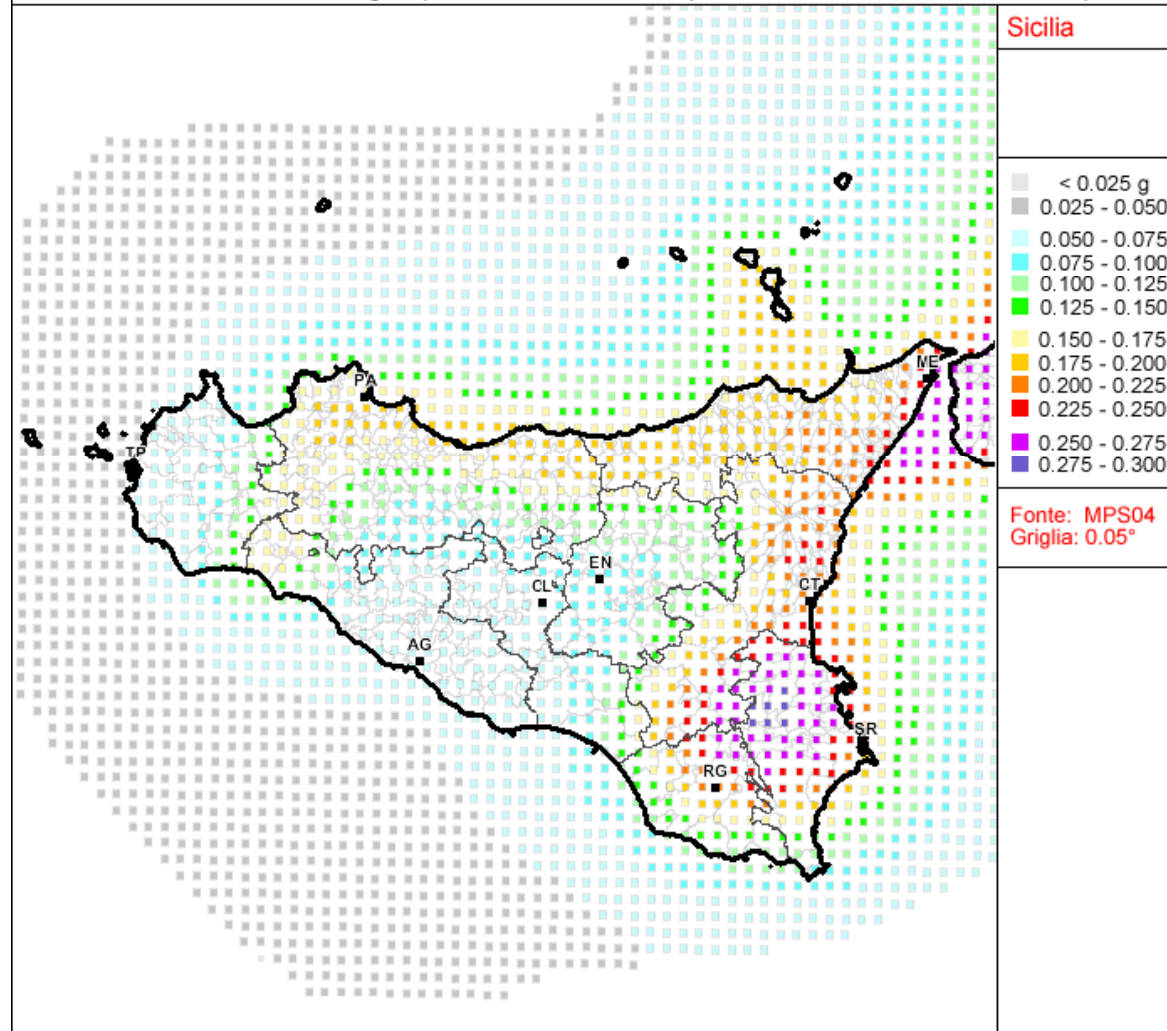 Sicilia
< 0.025 g
0.025 - 0.050
0.050 - 0.075
0.075 - 0.100
0.100 - 0.125
0.125 - 0.150
0.150 - 0.175
0.175 - 0.200
0.200 - 0.225
0.225 - 0.250
0.250 - 0.275
0.275 - 0.300
Fonte: MPS04
Griglia: 0.05°
ME
PA
TP
EN
CL
CT
AG
SR
RG